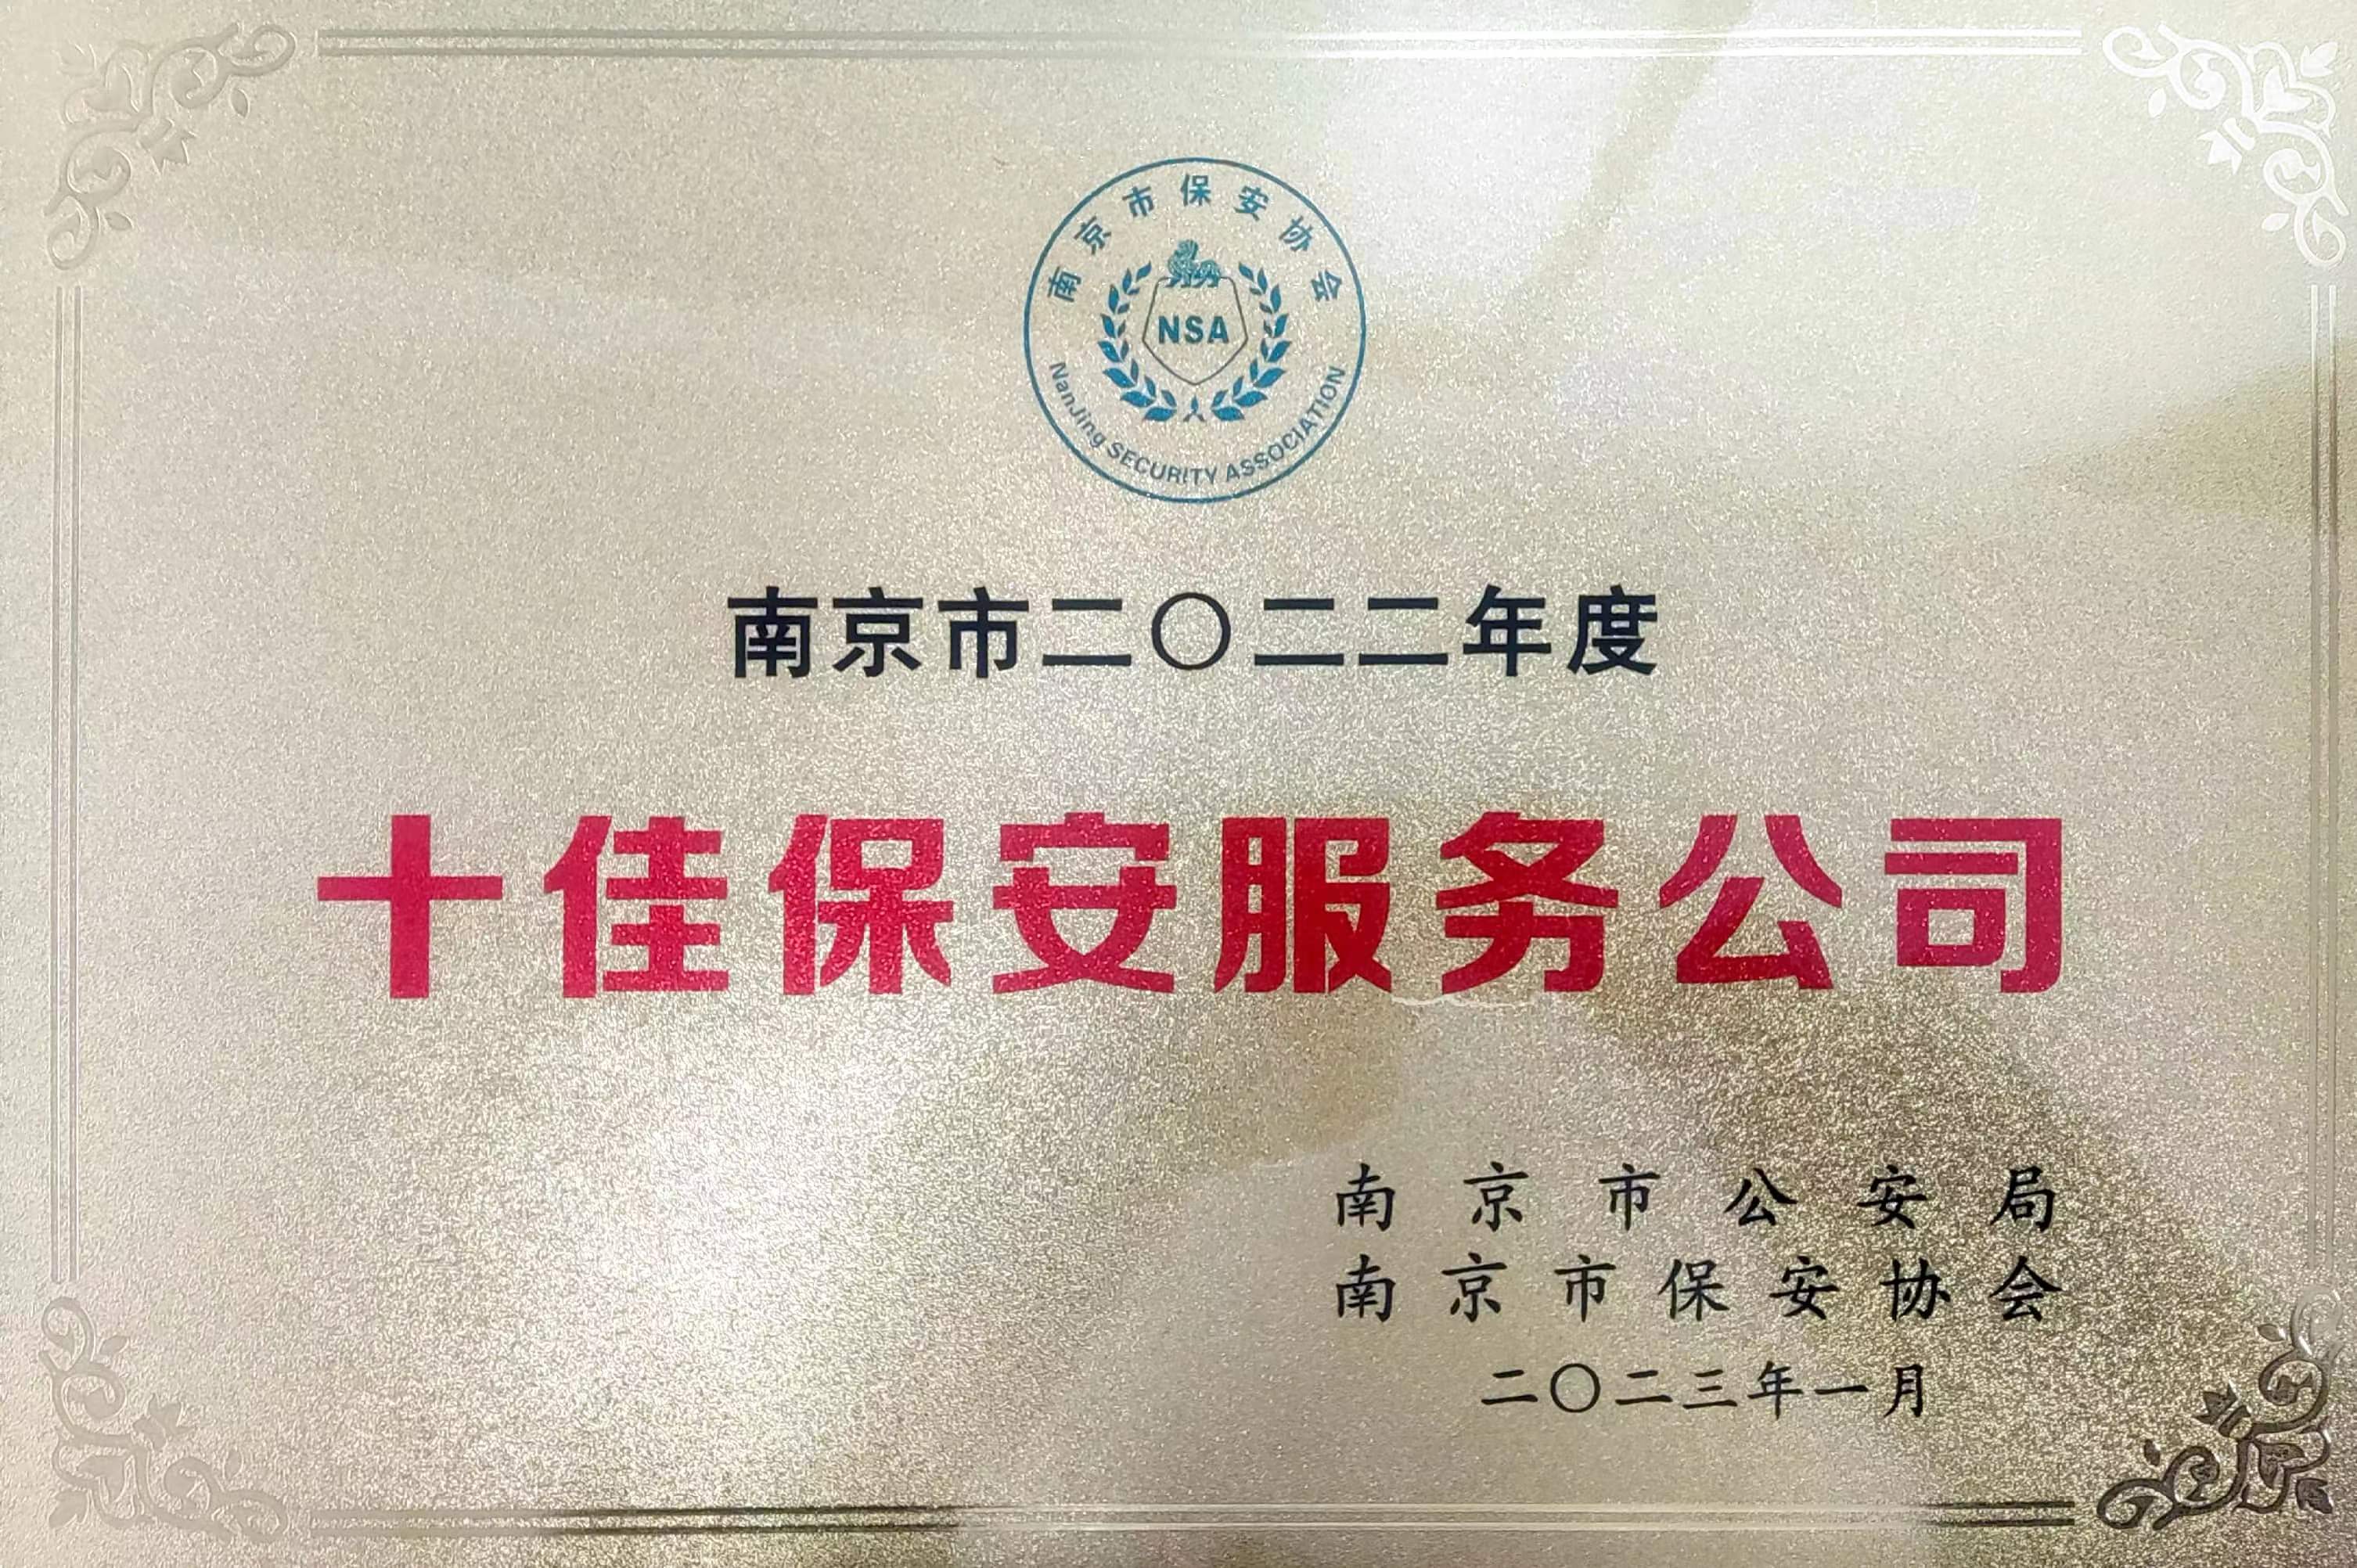 南京市保安协会
NSA
NanJing SECURITY ASSOCIATION
南京市二〇二二年度
十佳保安服务公司
南京市公安局
南京市保安协会
二〇二三年一月